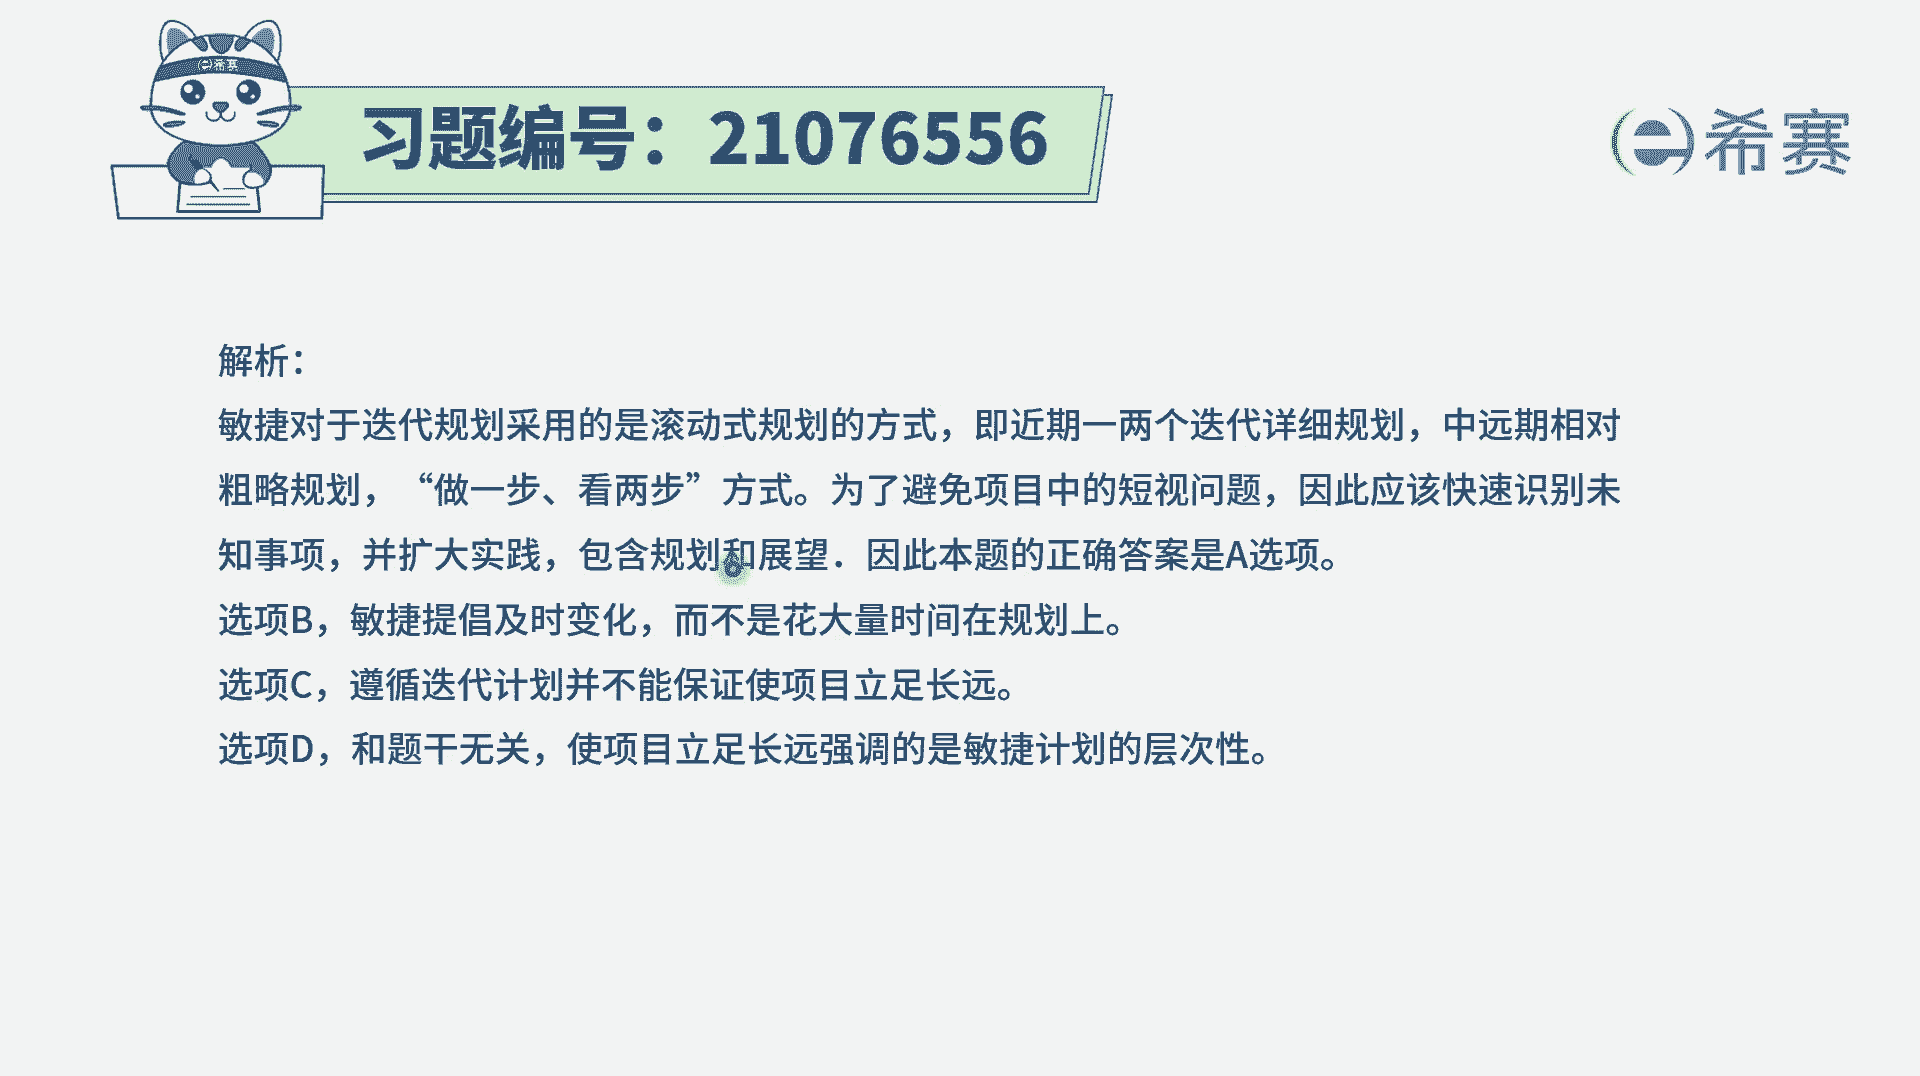 希赛
习题编号：21076556
希赛
解析：
敏捷对于迭代规划采用的是滚动式规划的方式，即近期一两个迭代详细规划，中远期相对
粗略规划，“做一步、看两步”方式。为了避免项目中的短视问题，因此应该快速识别未
知事项，并扩大实践，包含规划和展望．因此本题的正确答案是A选项。
选项B，敏捷提倡及时变化，而不是花大量时间在规划上。
选项C，遵循迭代计划并不能保证使项目立足长远。
选项D，和题干无关，使项目立足长远强调的是敏捷计划的层次性。